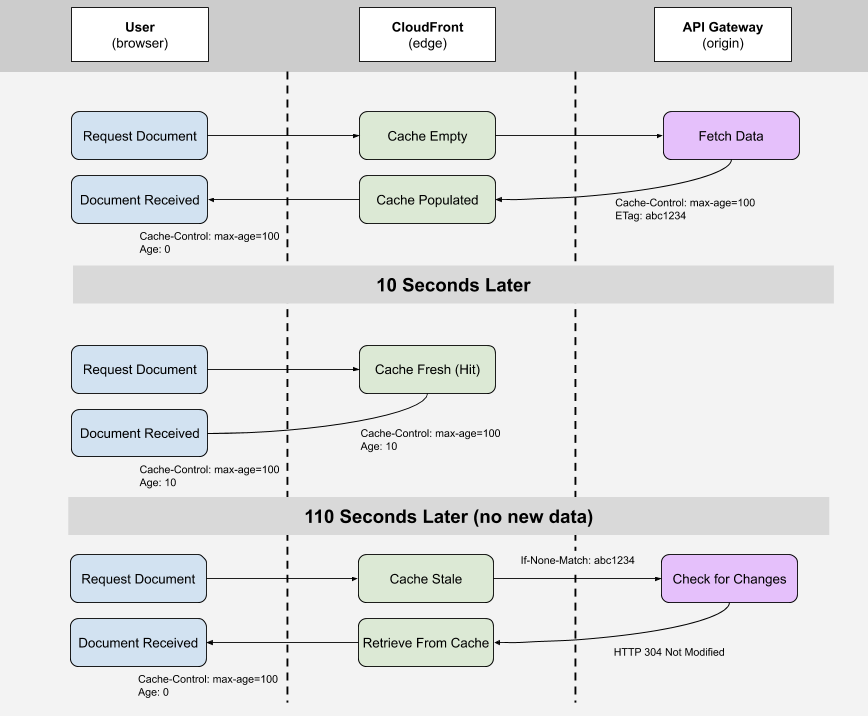 User
(browser)
CloudFront
(edge)
API Gateway
(origin)
Request Document
Cache Empty
Fetch Data
Document Received
Cache Populated
Cache-Control: max-age=100
ETag: abc1234
Cache-Control: max-age=100
Age: 0
10 Seconds Later
Request Document
Cache Fresh (Hit)
Document Received
Cache-Control: max-age=100
Age: 10
Cache-Control: max-age=100
Age: 10
110 Seconds Later (no new data)
Request Document
Cache Stale
If-None-Match: abc1234
Check for Changes
Document Received
Retrieve From Cache
HTTP 304 Not Modified
Cache-Control: max-age=100
Age: 0